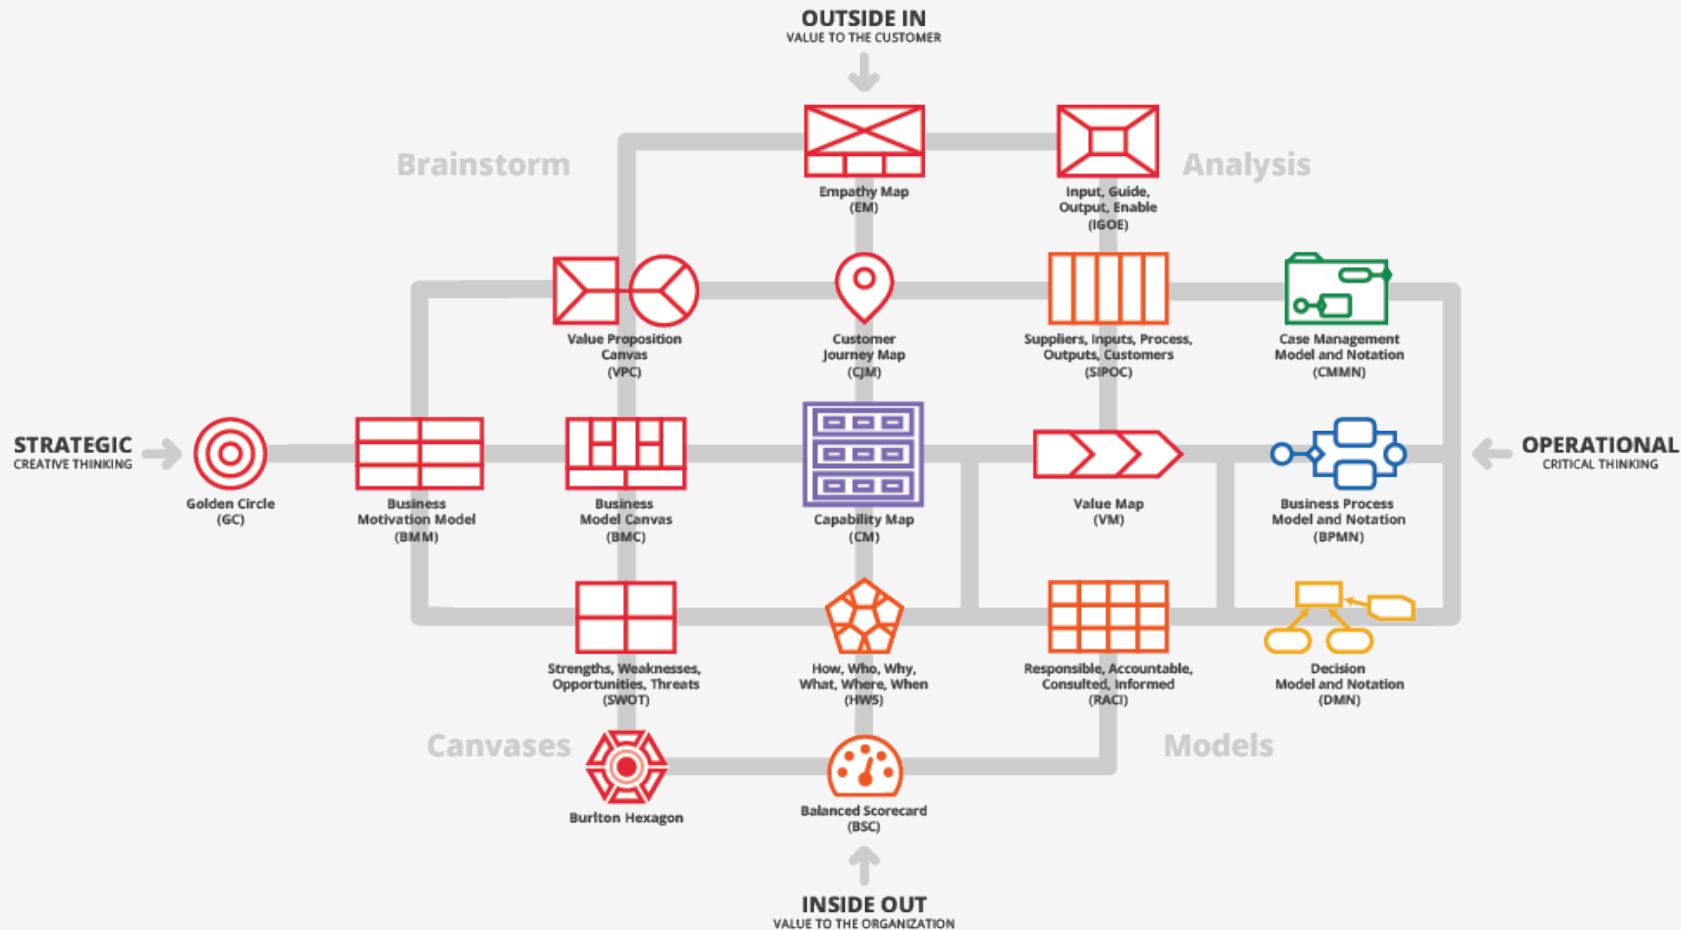 OUTSIDE IN
VALUE TO THE CUSTOMER
Brainstorm
Analysis
Empathy Map
(EM)
Input, Guide,
Output, Enable
(IGOE)
Value Proposition
Canvas
(VPC)
Customer
Journey Map
(CJM)
Suppliers, Inputs, Process,
Outputs, Customers
(SIPOC)
Case Management
Model and Notation
(CMMN)
STRATEGIC
CREATIVE THINKING
OPERATIONAL
CRITICAL THINKING
Golden Circle
(GC)
Business
Motivation Model
(BMM)
Business
Model Canvas
(BMC)
Capability Map
(CM)
Value Map
(VM)
Business Process
Model and Notation
(BPMN)
Strengths, Weaknesses,
Opportunities, Threats
(SWOT)
How, Who, Why,
What, Where, When
(HW5)
Responsible, Accountable,
Consulted, Informed
(RACI)
Decision
Model and Notation
(DMN)
Canvases
Models
Burlton Hexagon
Balanced Scorecard
(BSC)
INSIDE OUT
VALUE TO THE ORGANIZATION